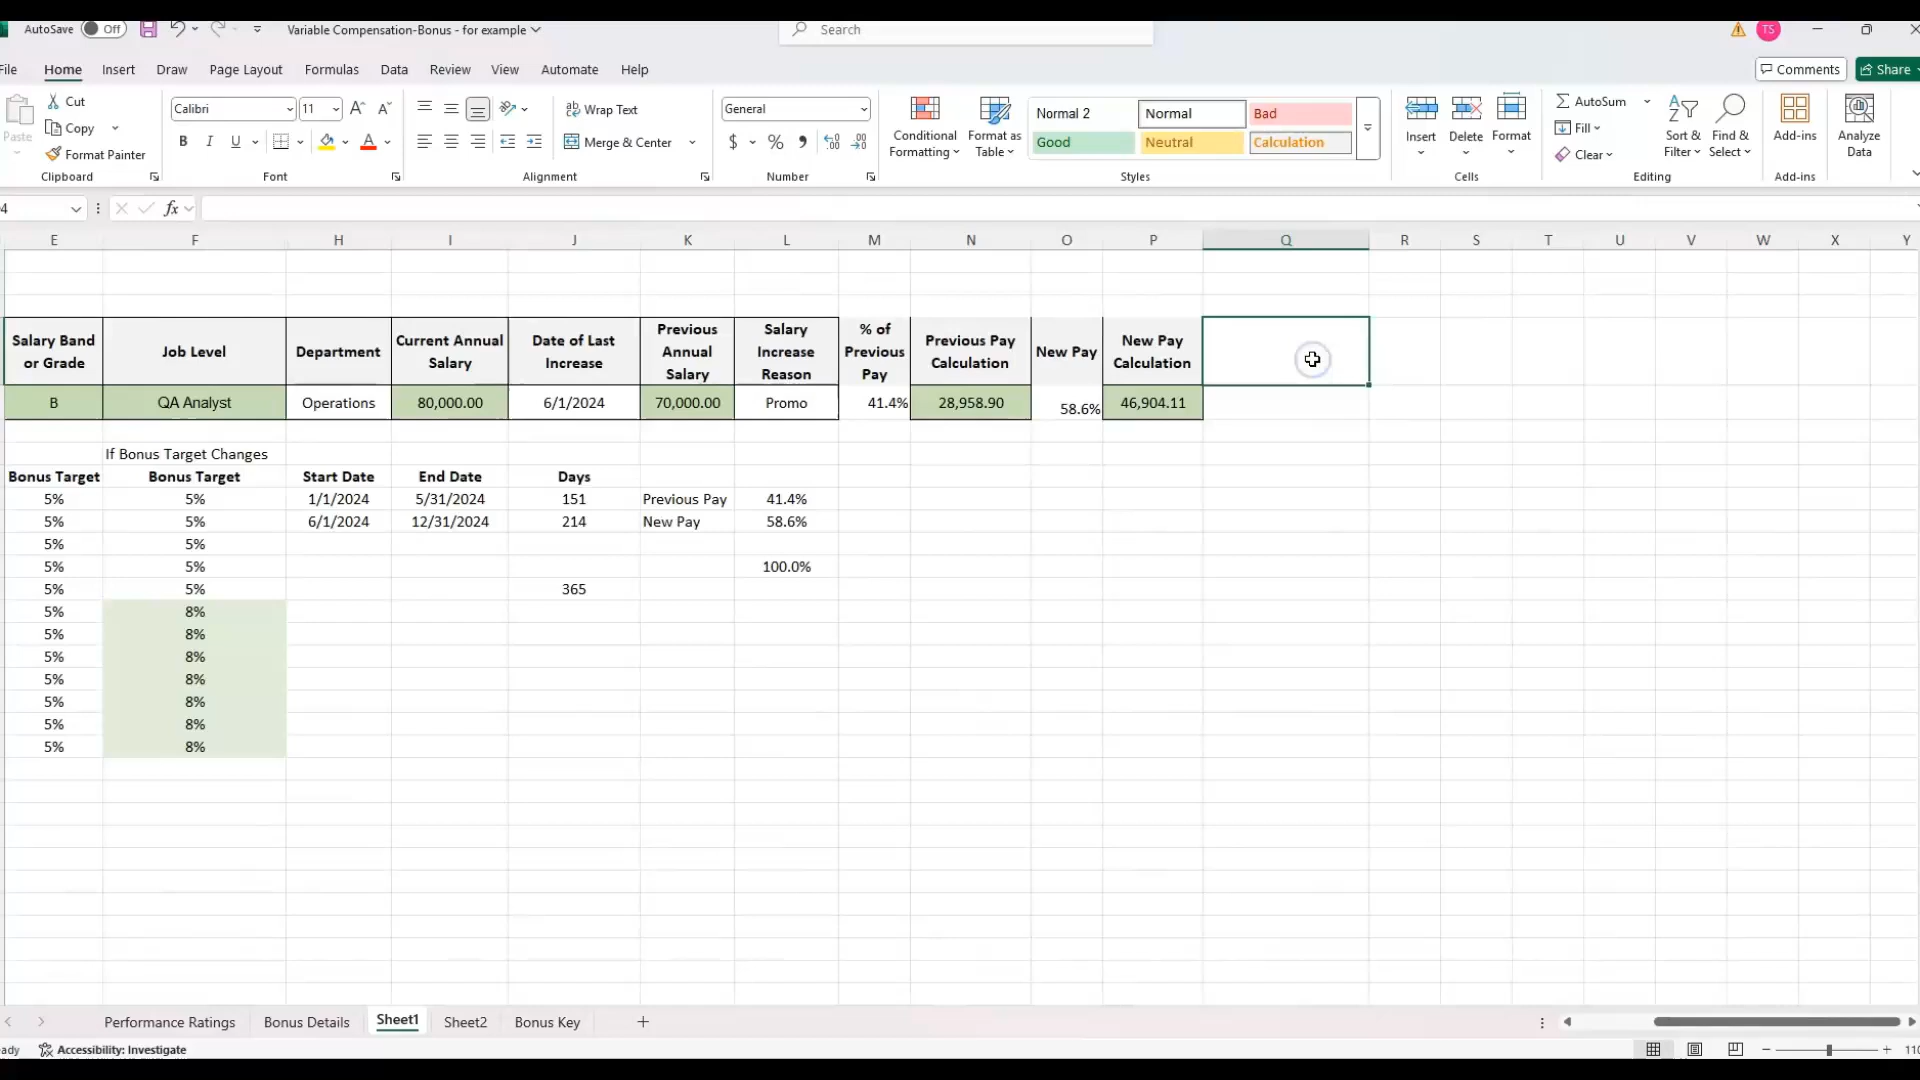 AutoSave Off Variable Compensation-Bonus - for example Search TS
File Home Insert Draw Page Layout Formulas Data Review View Automate Help Comments Share
Paste Cut Copy Format Painter Clipboard
Calibri 11 B I U Font
Wrap Text Merge & Center Alignment
General $ % Number
Conditional Formatting Format as Table Normal 2 Normal Bad Good Neutral Calculation Styles
Insert Delete Format Cells
AutoSum Fill Clear Sort & Filter Find & Select Editing
Add-ins Add-ins
Analyze Data
4 fx
E F H I J K L M N O P Q R S T U V W X Y
Salary Band or Grade Job Level Department Current Annual Salary Date of Last Increase Previous Annual Salary Salary Increase Reason % of Previous Pay Previous Pay Calculation New Pay New Pay Calculation
B QA Analyst Operations 80,000.00 6/1/2024 70,000.00 Promo 41.4% 28,958.90 58.6% 46,904.11
If Bonus Target Changes
Bonus Target Bonus Target Start Date End Date Days
5% 5% 1/1/2024 5/31/2024 151 Previous Pay 41.4%
5% 5% 6/1/2024 12/31/2024 214 New Pay 58.6%
5% 5%
5% 5% 100.0%
5% 5% 365
5% 8%
5% 8%
5% 8%
5% 8%
5% 8%
5% 8%
5% 8%
Performance Ratings Bonus Details Sheet1 Sheet2 Bonus Key
ady Accessibility: Investigate 110